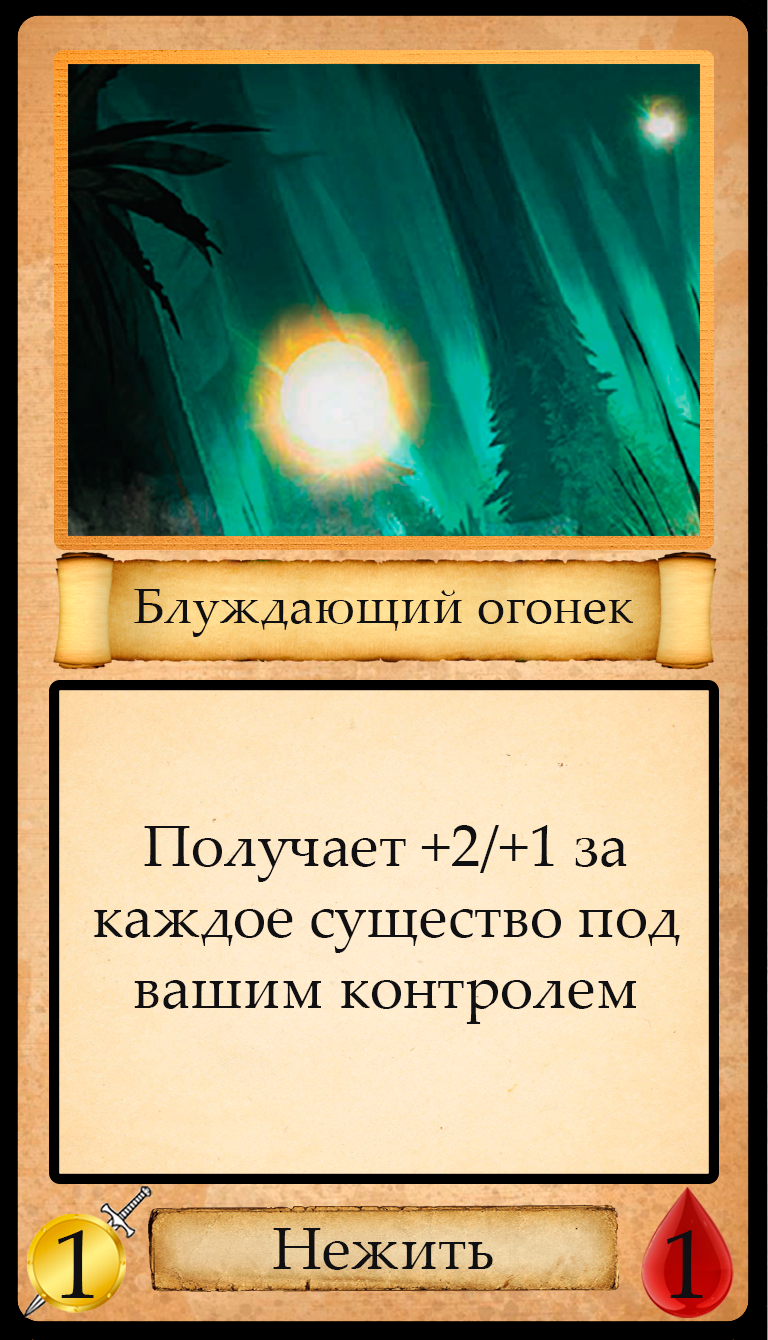 Блуждающий огонек
Получает +2/+1 за
каждое существо под
вашим контролем
1
Нежить
1